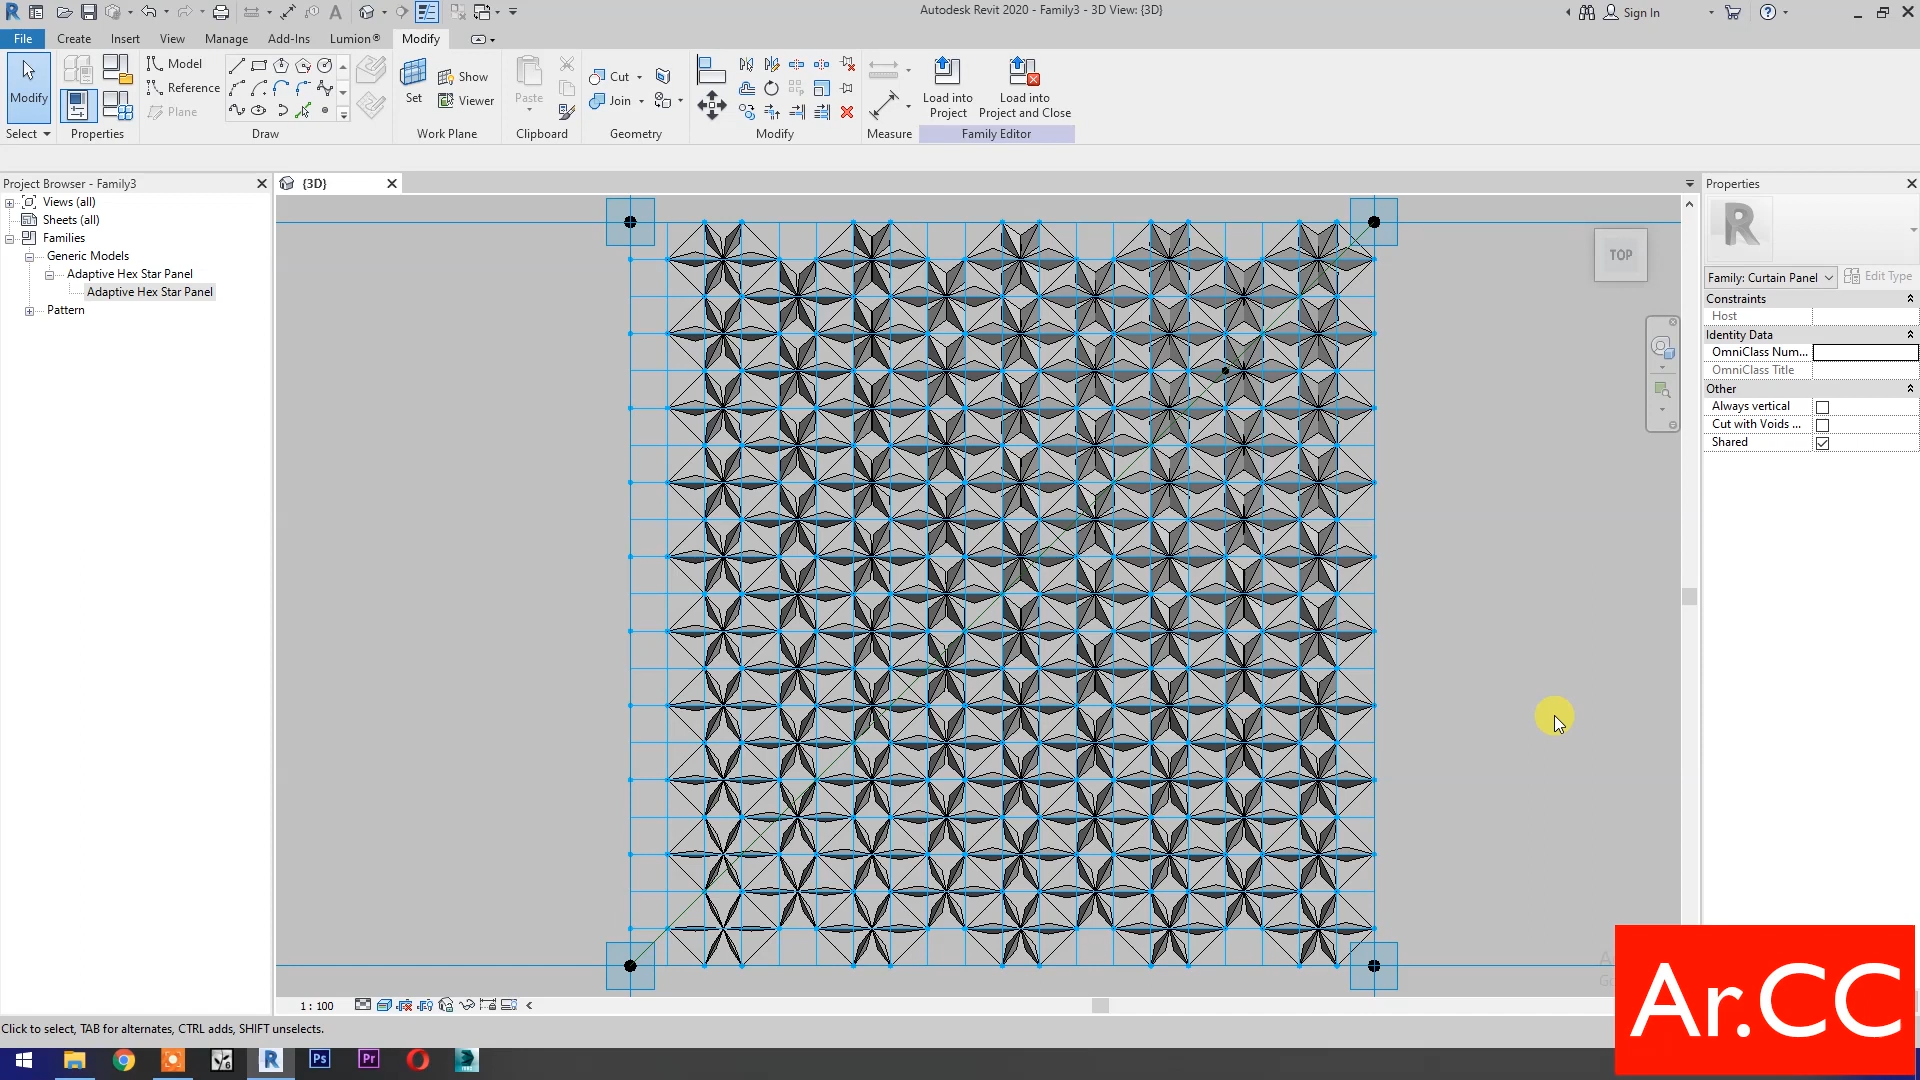 Autodesk Revit 2020 - Family3 - 3D View: {3D}
Sign In
File
Create
Insert
View
Manage
Add-Ins
Lumion®
Modify
Modify
Select
Properties
Model
Reference
Plane
Draw
Set
Show
Viewer
Work Plane
Paste
Clipboard
Cut
Join
Geometry
Modify
Measure
Load into
Project
Load into
Project and Close
Family Editor
Project Browser - Family3
Views (all)
Sheets (all)
Families
Generic Models
Adaptive Hex Star Panel
Adaptive Hex Star Panel
Pattern
{3D}
TOP
Properties
Family: Curtain Panel
Edit Type
Constraints
Host
Identity Data
OmniClass Num...
OmniClass Title
Other
Always vertical
Cut with Voids ...
Shared
1 : 100
Click to select, TAB for alternates, CTRL adds, SHIFT unselects.
Ps
Pr
Ar.CC